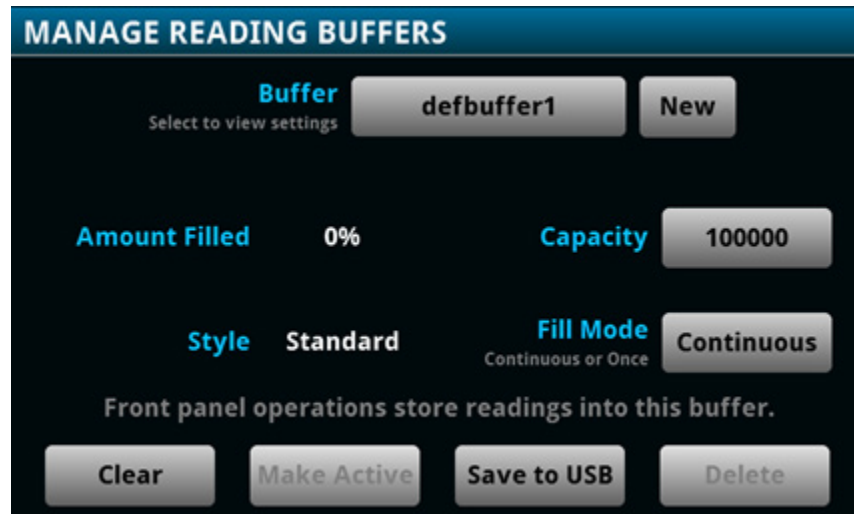 MANAGE READING BUFFERS
Buffer defbuffer1 New
Select to view settings
Amount Filled 0% Capacity 100000
Style Standard Fill Mode Continuous
Continuous or Once
Front panel operations store readings into this buffer.
Clear Make Active Save to USB Delete